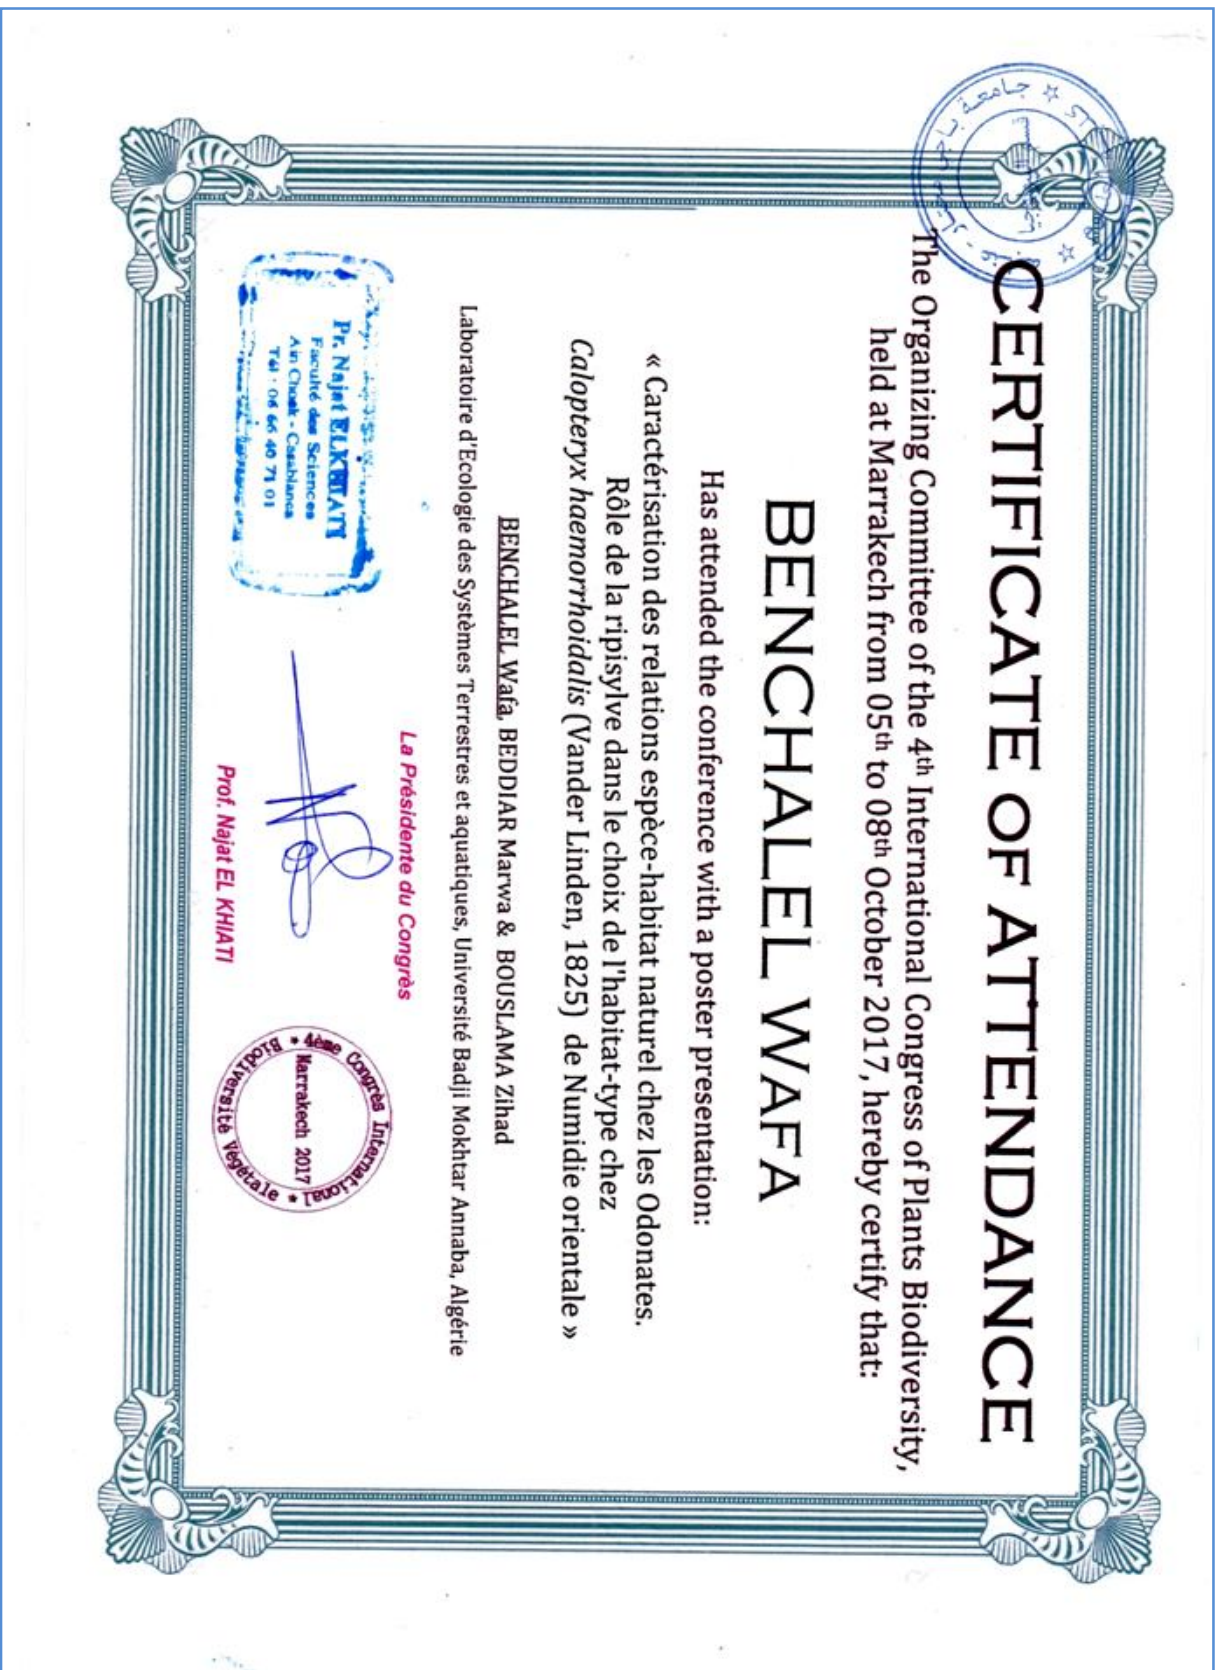 CERTIFICATE OF ATTENDANCE
The Organizing Committee of the 4th International Congress of Plants Biodiversity,
held at Marrakech from 05th to 08th October 2017, hereby certify that:
BENCHALEL WAFA
Has attended the conference with a poster presentation:
« Caractérisation des relations espèce-habitat naturel chez les Odonates.
Rôle de la ripisylve dans le choix de l'habitat-type chez
Calopteryx haemorrhoidalis (Vander Linden, 1825) de Numidie orientale »
BENCHALEL Wafa, BEDDIAR Marwa & BOUSLAMA Zihad
Laboratoire d'Ecologie des Systèmes Terrestres et aquatiques, Université Badji Mokhtar Annaba, Algérie
La Présidente du Congrès
Prof. Najat EL KHIATI
Pr. Najat ELKHIATI
Faculté des Sciences
Ain Chock - Casablanca
Tél : 06 66 40 71 01
4ème Congrès International
Marrakech 2017
Biodiversité Végétale
جامعة باجي مختار - عنابة